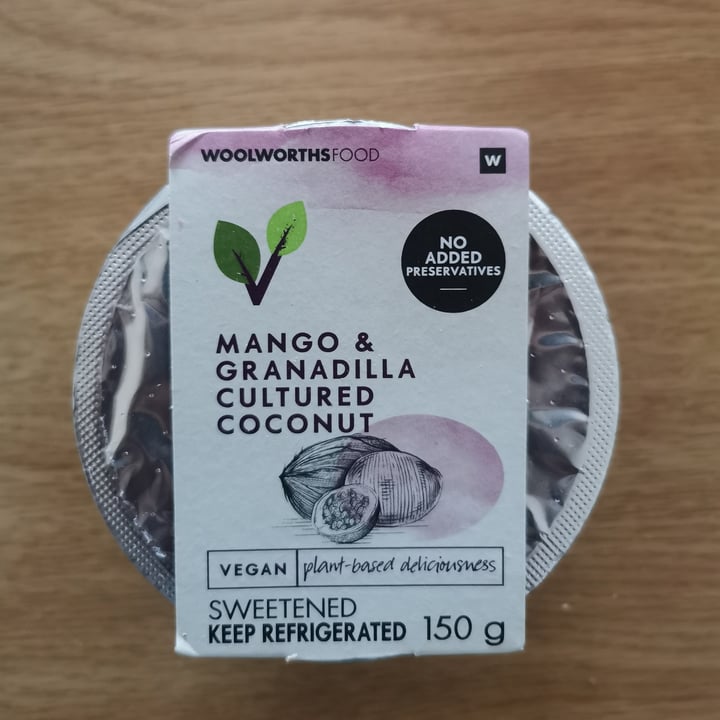 WOOLWORTHSFOOD
W
NO
ADDED
PRESERVATIVES
MANGO &
GRANADILLA
CULTURED
COCONUT
VEGAN plant-based deliciousness
SWEETENED
KEEP REFRIGERATED 150 g